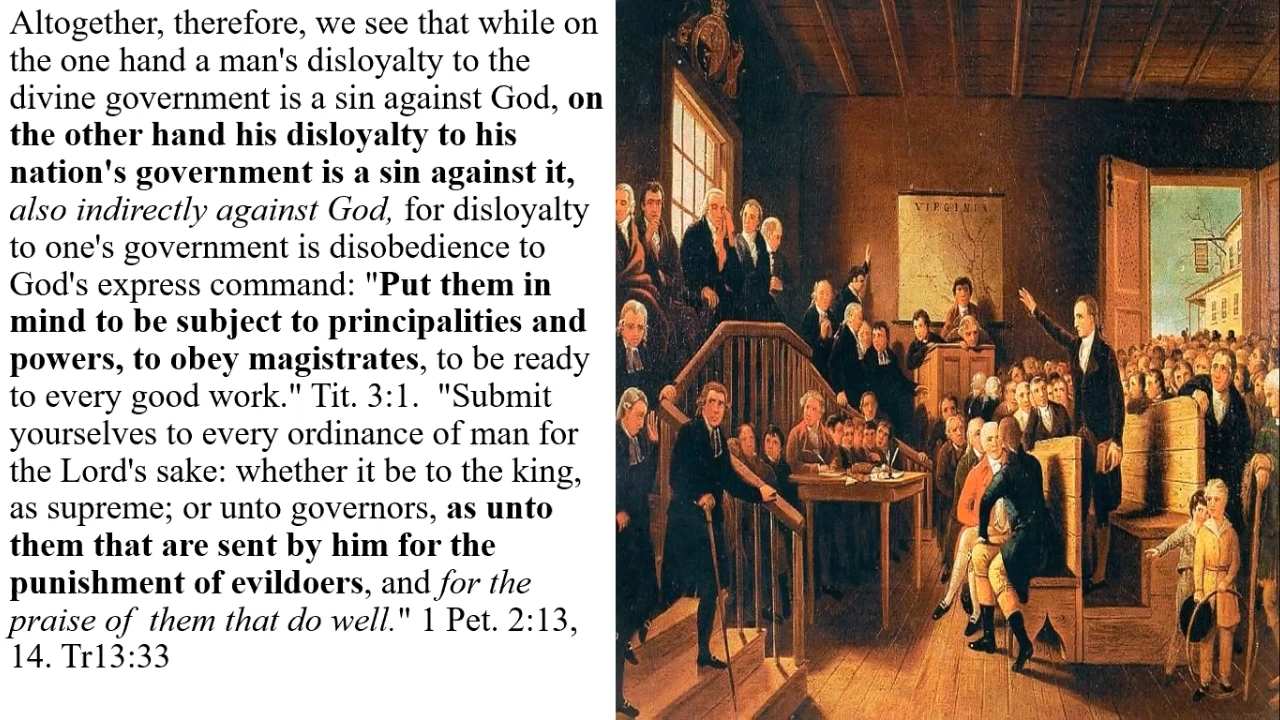 Altogether, therefore, we see that while on
the one hand a man's disloyalty to the
divine government is a sin against God, on
the other hand his disloyalty to his
nation's government is a sin against it,
also indirectly against God, for disloyalty
to one's government is disobedience to
God's express command: "Put them in
mind to be subject to principalities and
powers, to obey magistrates, to be ready
to every good work." Tit. 3:1.  "Submit
yourselves to every ordinance of man for
the Lord's sake: whether it be to the king,
as supreme; or unto governors, as unto
them that are sent by him for the
punishment of evildoers, and for the
praise of  them that do well." 1 Pet. 2:13,
14. Tr13:33
VIRGINIA